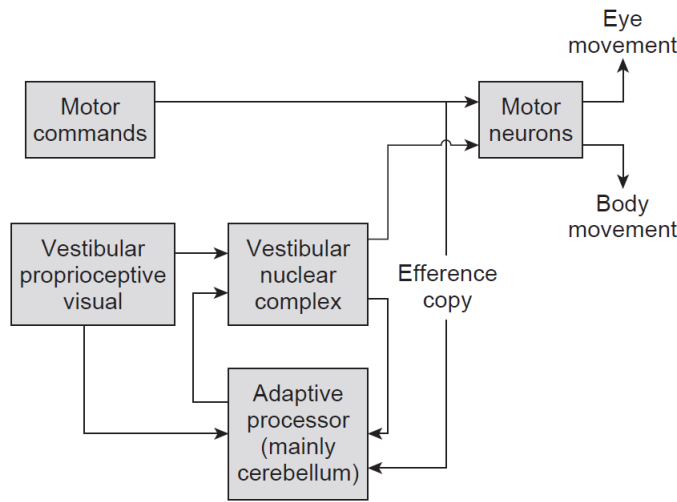 Eye
movement
Motor
commands
Motor
neurons
Body
movement
Vestibular
proprioceptive
visual
Vestibular
nuclear
complex
Efference
copy
Adaptive
processor
(mainly
cerebellum)